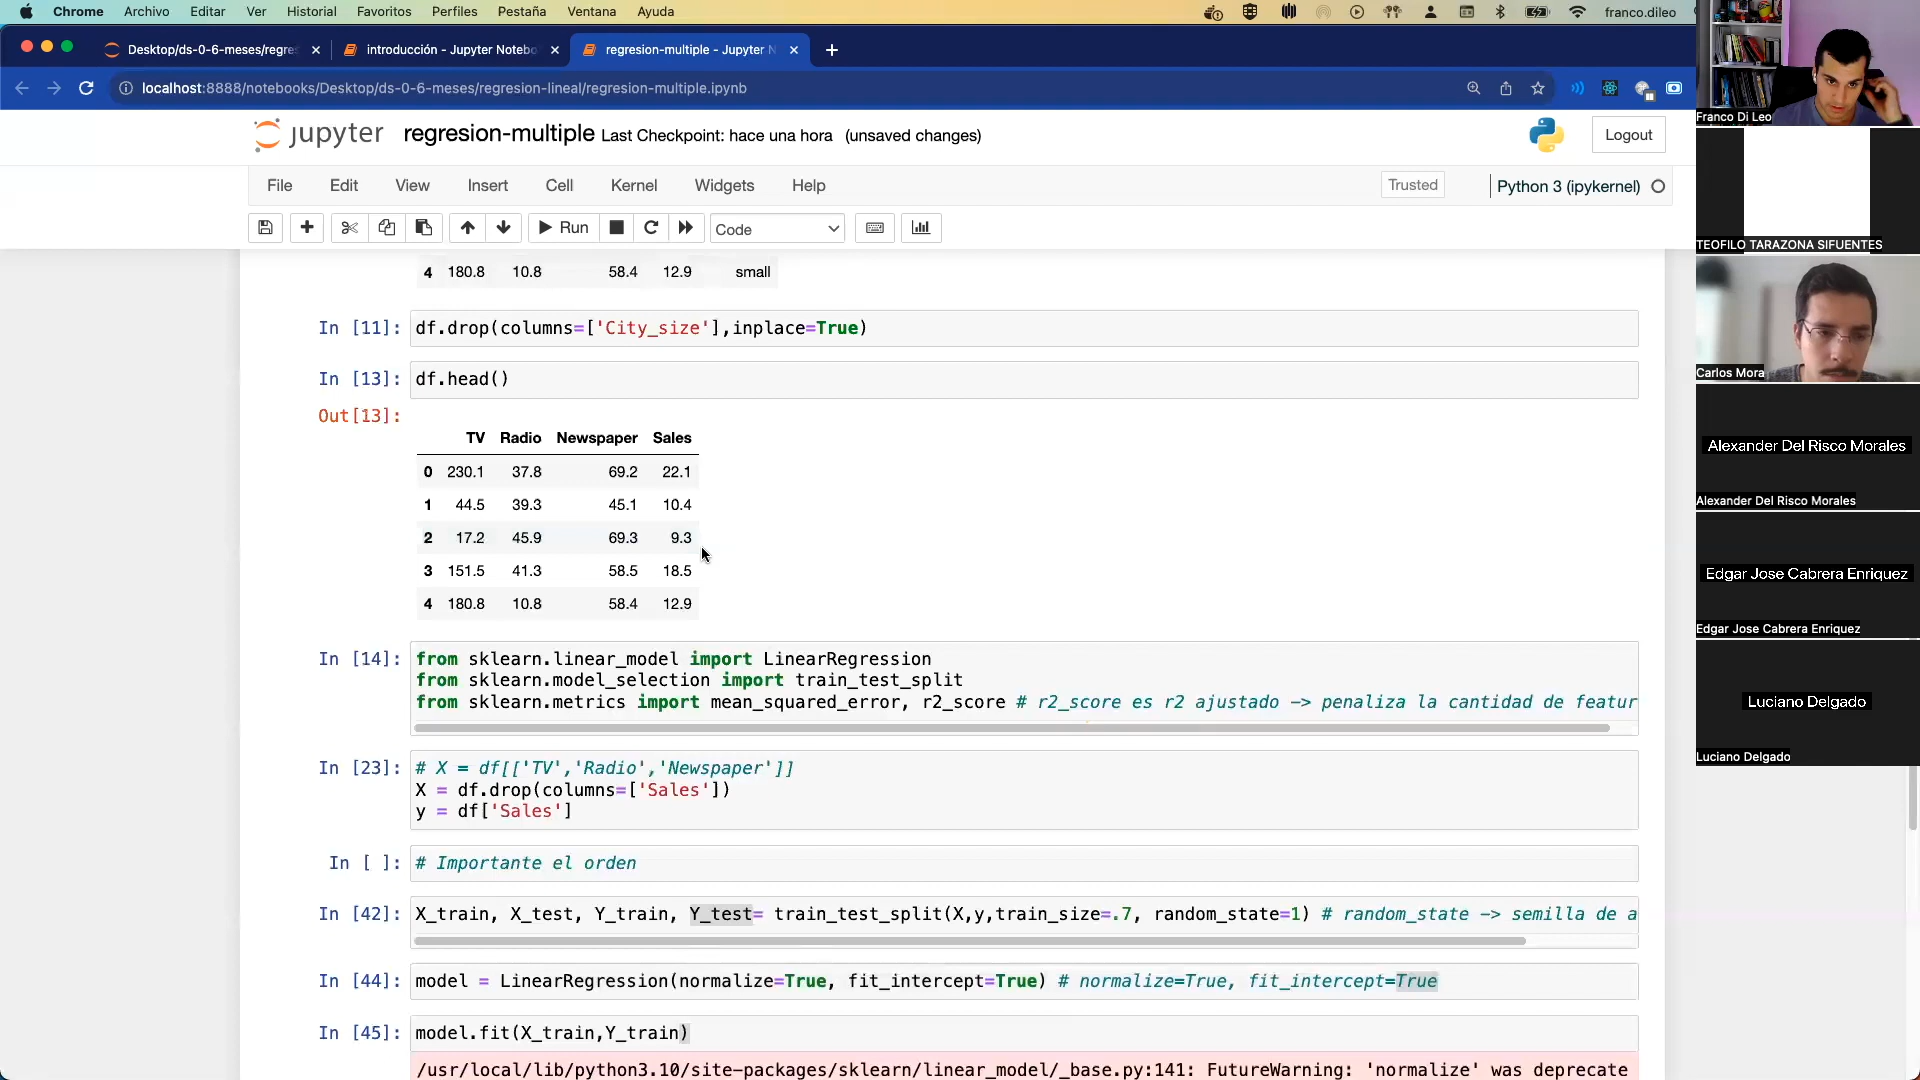 Chrome Archivo Editar Ver Historial Favoritos Perfiles Pestaña Ventana Ayuda franco.dileo
Desktop/ds-0-6-meses/regres
introducción - Jupyter Notebo
regresion-multiple - Jupyter N
localhost:8888/notebooks/Desktop/ds-0-6-meses/regresion-lineal/regresion-multiple.ipynb
jupyter regresion-multiple Last Checkpoint: hace una hora (unsaved changes) Logout
File Edit View Insert Cell Kernel Widgets Help Trusted Python 3 (ipykernel)
Run Code
4 180.8 10.8 58.4 12.9 small
In [11]: df.drop(columns=['City_size'],inplace=True)
In [13]: df.head()
Out[13]:
TV Radio Newspaper Sales
0 230.1 37.8 69.2 22.1
1 44.5 39.3 45.1 10.4
2 17.2 45.9 69.3 9.3
3 151.5 41.3 58.5 18.5
4 180.8 10.8 58.4 12.9
In [14]: from sklearn.linear_model import LinearRegression
from sklearn.model_selection import train_test_split
from sklearn.metrics import mean_squared_error, r2_score # r2_score es r2 ajustado -> penaliza la cantidad de featur
In [23]: # X = df[['TV','Radio','Newspaper']]
X = df.drop(columns=['Sales'])
y = df['Sales']
In [ ]: # Importante el orden
In [42]: X_train, X_test, Y_train, Y_test= train_test_split(X,y,train_size=.7, random_state=1) # random_state -> semilla de a
In [44]: model = LinearRegression(normalize=True, fit_intercept=True) # normalize=True, fit_intercept=True
In [45]: model.fit(X_train,Y_train)
/usr/local/lib/python3.10/site-packages/sklearn/linear_model/_base.py:141: FutureWarning: 'normalize' was deprecate
Franco Di Leo
TEOFILO TARAZONA SIFUENTES
Carlos Mora
Alexander Del Risco Morales
Alexander Del Risco Morales
Edgar Jose Cabrera Enriquez
Edgar Jose Cabrera Enriquez
Luciano Delgado
Luciano Delgado